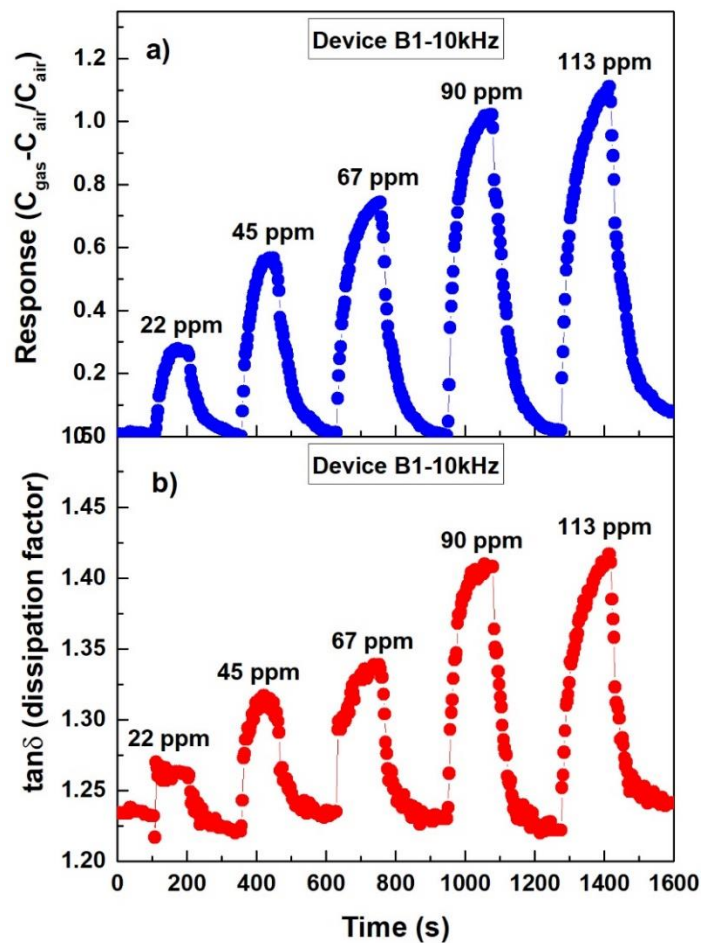 Device B1-10kHz
a)
113 ppm
90 ppm
67 ppm
45 ppm
22 ppm
Response (C_gas-C_air/C_air)
1.2
1.0
0.8
0.6
0.4
0.2
Device B1-10kHz
b)
90 ppm
113 ppm
67 ppm
45 ppm
22 ppm
tanδ (dissipation factor)
1.45
1.40
1.35
1.30
1.25
1.20
0 200 400 600 800 1000 1200 1400 1600
Time (s)